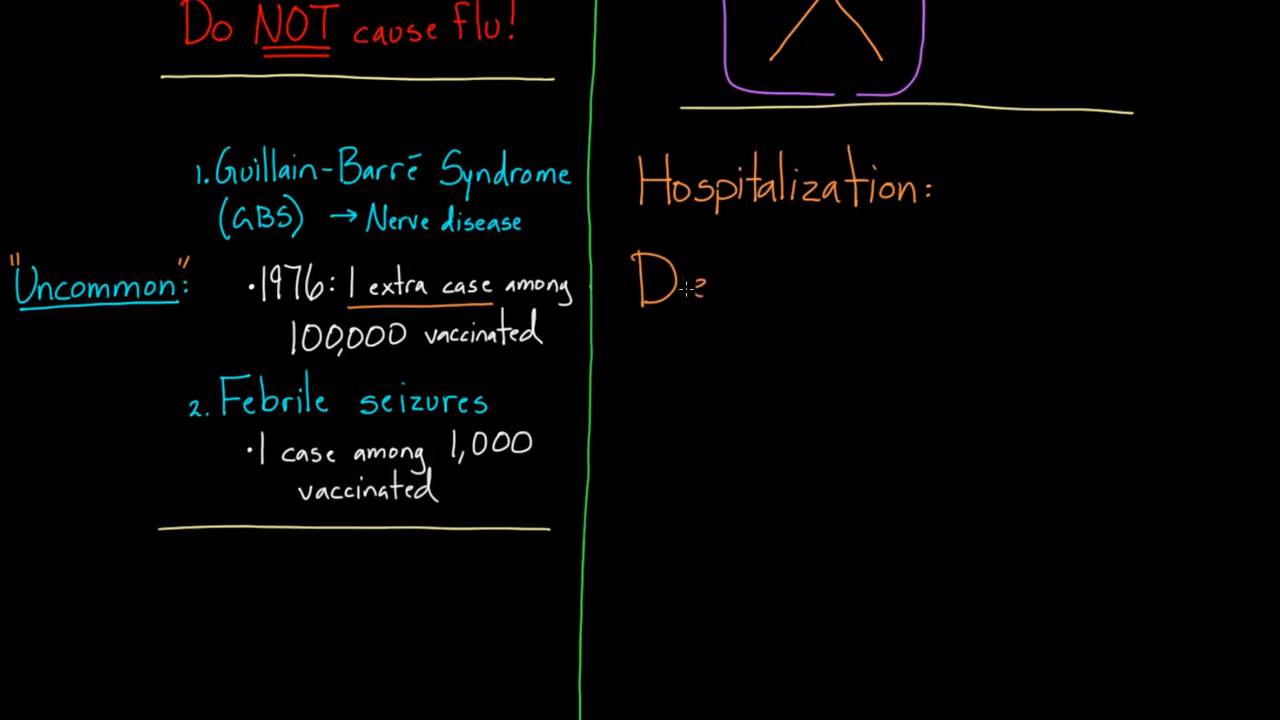 Do NOT cause flu!
1. Guillain-Barré Syndrome
(GBS) → Nerve disease
"Uncommon":
• 1976: 1 extra case among
100,000 vaccinated
2. Febrile seizures
• 1 case among 1,000
vaccinated
Hospitalization:
De